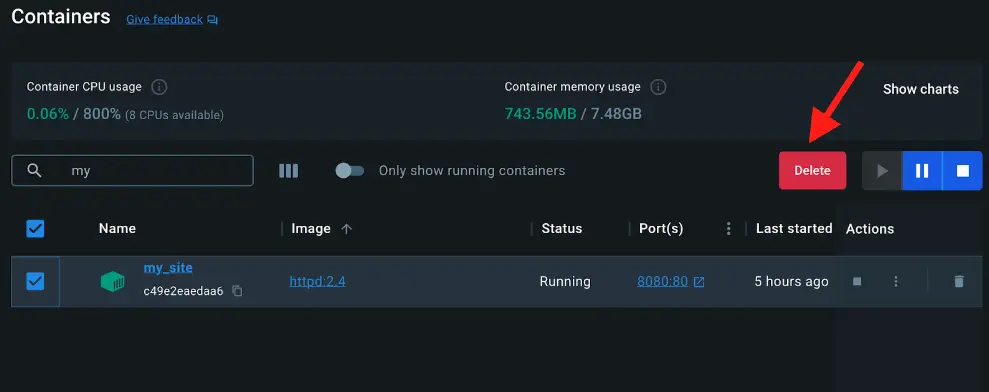 Containers Give feedback
Container CPU usage
0.06% / 800% (8 CPUs available)
Container memory usage
743.56MB / 7.48GB
Show charts
my
Only show running containers
Delete
Name Image Status Port(s) Last started Actions
my_site
c49e2eaedaa6
httpd:2.4 Running 8080:80 5 hours ago